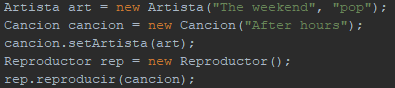 Artista art = new Artista("The weekend", "pop");
Cancion cancion = new Cancion("After hours");
cancion.setArtista(art);
Reproductor rep = new Reproductor();
rep.reproducir(cancion);